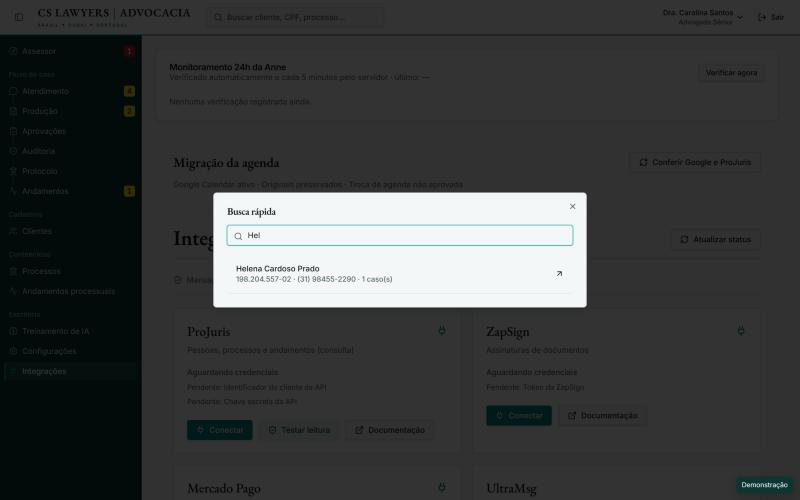 CS LAWYERS | ADVOCACIA
BRASIL • DUBAI • PORTUGAL
Buscar cliente, CPF, processo...
Dra. Carolina Santos
Advogada Sênior
Sair
Assessor
1
Fluxo do caso
Atendimento
4
Produção
2
Aprovações
Auditoria
Protocolo
Andamentos
1
Cadastros
Clientes
Contencioso
Processos
Andamentos processuais
Escritório
Treinamento de IA
Configurações
Integrações
Monitoramento 24h da Anne
Verificado automaticamente a cada 5 minutos pelo servidor · último: —
Verificar agora
Nenhuma verificação registrada ainda.
Migração da agenda
Google Calendar ativo · Originais preservados · Troca de agenda não aprovada
Conferir Google e ProJuris
Busca rápida
Hel
Helena Cardoso Prado
198.204.557-02 · (31) 98455-2290 · 1 caso(s)
Atualizar status
ProJuris
Pessoas, processos e andamentos (consulta)
Aguardando credenciais
Pendente: Identificador do cliente da API
Pendente: Chave secreta da API
Conectar
Testar leitura
Documentação
ZapSign
Assinaturas de documentos
Aguardando credenciais
Pendente: Token da ZapSign
Conectar
Documentação
Mercado Pago
UltraMsg
Demonstração